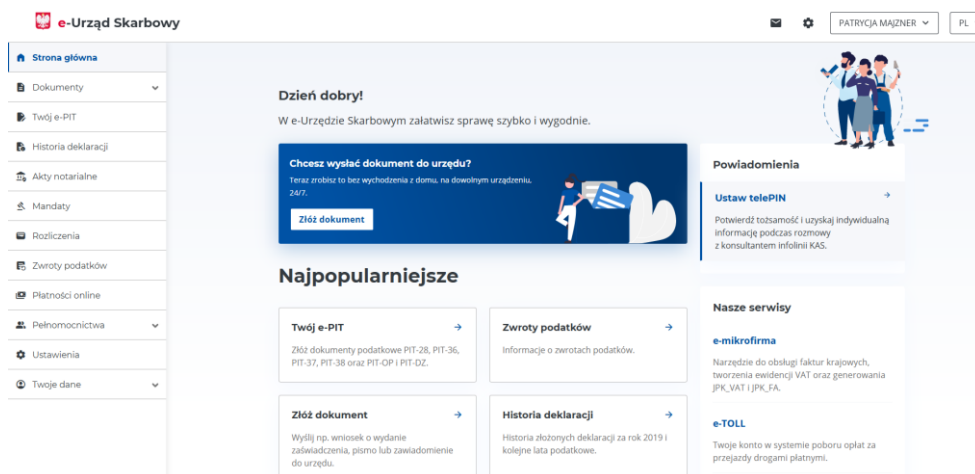 e-Urząd Skarbowy
PATRYCJA MAJZNER
PL
Strona główna
Dokumenty
Twój e-PIT
Historia deklaracji
Akty notarialne
Mandaty
Rozliczenia
Zwroty podatków
Płatności online
Pełnomocnictwa
Ustawienia
Twoje dane
Dzień dobry!
W e-Urzędzie Skarbowym załatwisz sprawę szybko i wygodnie.
Chcesz wysłać dokument do urzędu?
Teraz zrobisz to bez wychodzenia z domu, na dowolnym urządzeniu,
24/7.
Złóż dokument
Najpopularniejsze
Twój e-PIT
Złóż dokumenty podatkowe PIT-28, PIT-36,
PIT-37, PIT-38 oraz PIT-OP i PIT-DZ.
Zwroty podatków
Informacje o zwrotach podatków.
Złóż dokument
Wyślij np. wniosek o wydanie
zaświadczenia, pismo lub zawiadomienie
do urzędu.
Historia deklaracji
Historia złożonych deklaracji za rok 2019 i
kolejne lata podatkowe.
Powiadomienia
Ustaw telePIN
Potwierdź tożsamość i uzyskaj indywidualną
informację podczas rozmowy
z konsultantem infolinii KAS.
Nasze serwisy
e-mikrofirma
Narzędzie do obsługi faktur krajowych,
tworzenia ewidencji VAT oraz generowania
JPK_VAT i JPK_FA.
e-TOLL
Twoje konto w systemie poboru opłat za
przejazdy drogami płatnymi.